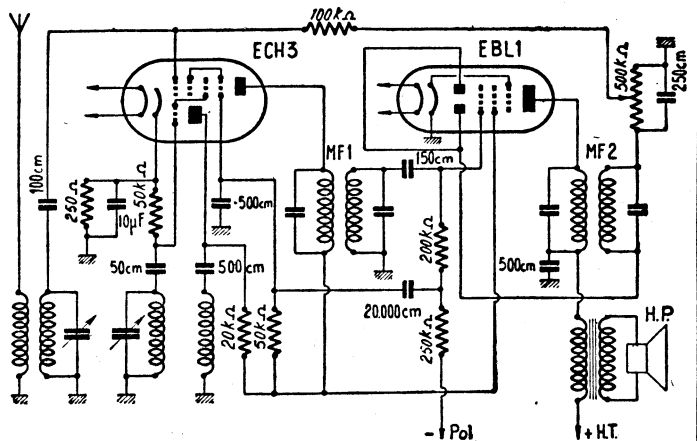 100kΩ
ECH3
EBL1
500kΩ
250cm
100cm
250Ω
10µF
50kΩ
-500cm
MF1
150cm
MF2
50cm
500cm
20kΩ
50kΩ
200kΩ
20.000cm
250kΩ
500cm
H.P.
- Pol
+ H.T.